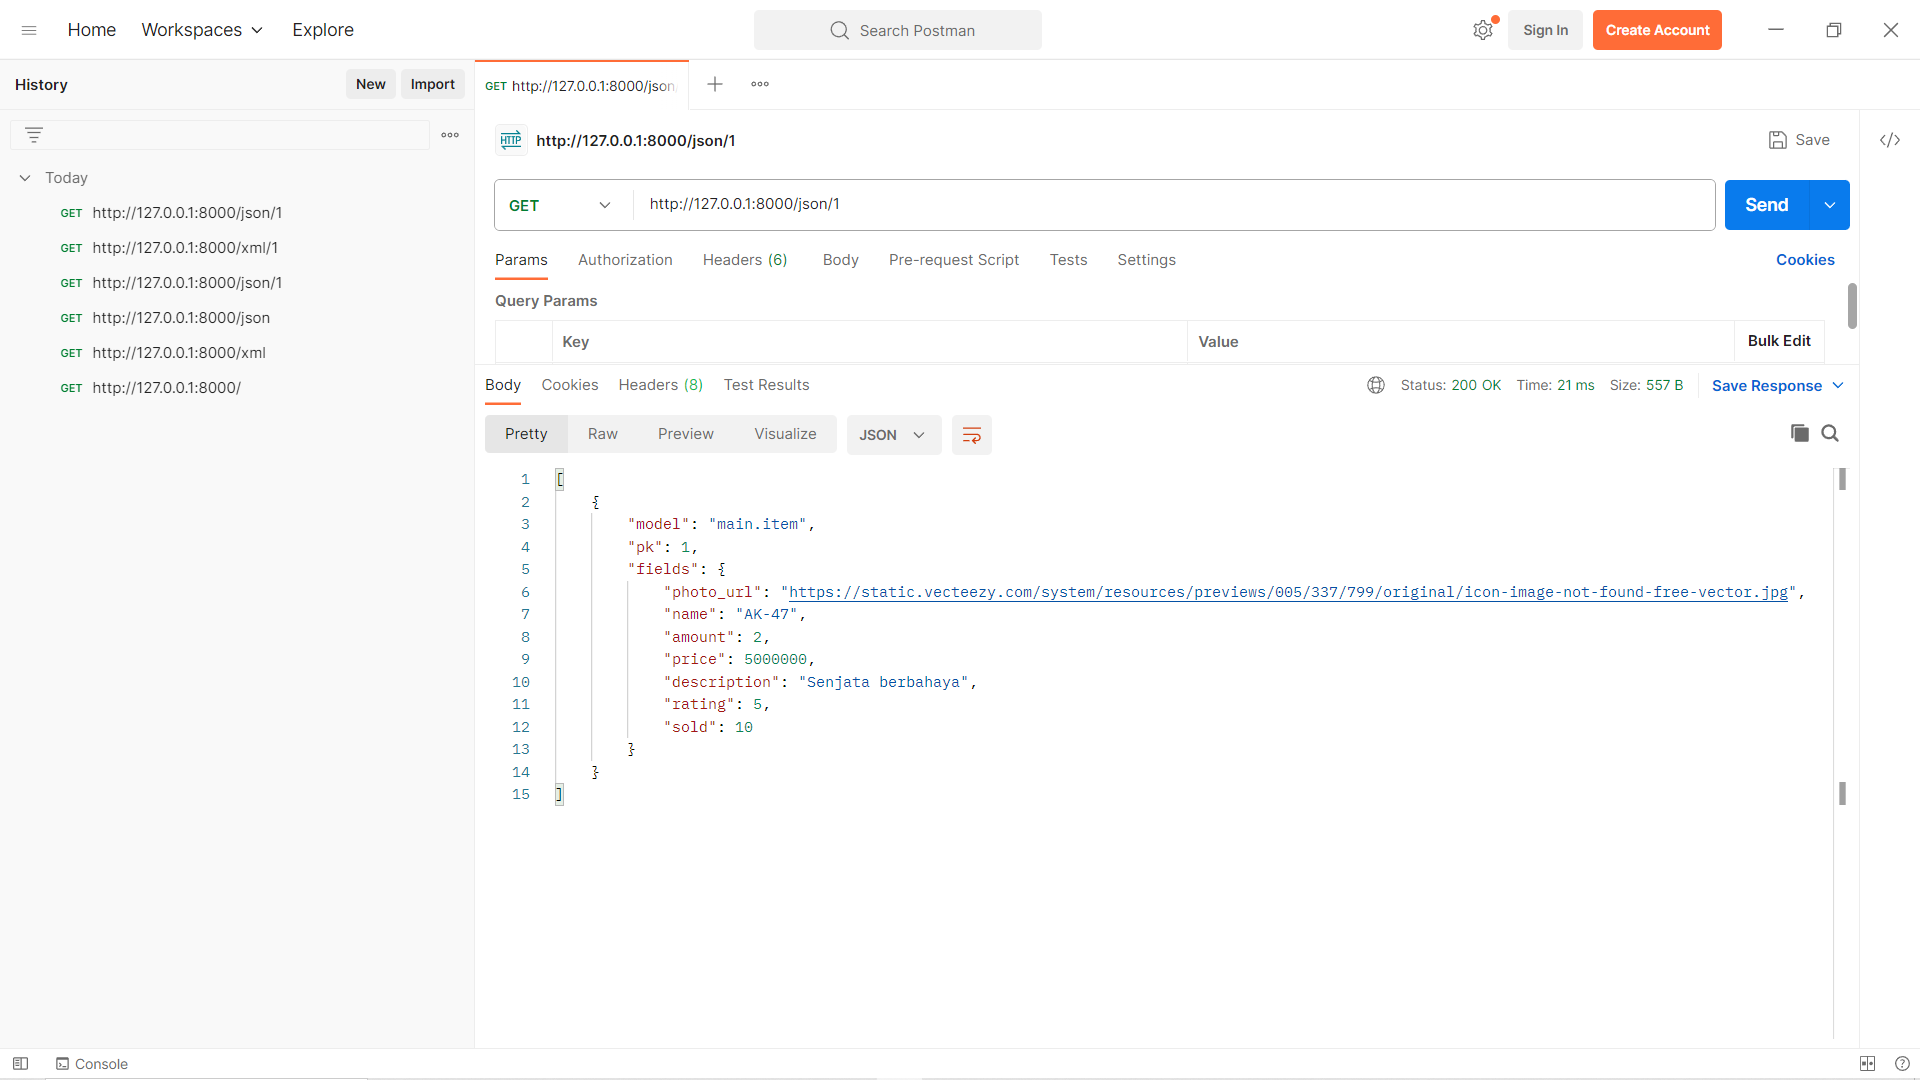 Home Workspaces Explore Search Postman Sign In Create Account
History New Import GET http://127.0.0.1:8000/json
http://127.0.0.1:8000/json/1 Save
Today
GET http://127.0.0.1:8000/json/1
GET http://127.0.0.1:8000/xml/1
GET http://127.0.0.1:8000/json/1
GET http://127.0.0.1:8000/json
GET http://127.0.0.1:8000/xml
GET http://127.0.0.1:8000/
GET http://127.0.0.1:8000/json/1 Send
Params Authorization Headers (6) Body Pre-request Script Tests Settings Cookies
Query Params
Key Value Bulk Edit
Body Cookies Headers (8) Test Results Status: 200 OK Time: 21 ms Size: 557 B Save Response
Pretty Raw Preview Visualize JSON
1 [
2 {
3 "model": "main.item",
4 "pk": 1,
5 "fields": {
6 "photo_url": "https://static.vecteezy.com/system/resources/previews/005/337/799/original/icon-image-not-found-free-vector.jpg",
7 "name": "AK-47",
8 "amount": 2,
9 "price": 5000000,
10 "description": "Senjata berbahaya",
11 "rating": 5,
12 "sold": 10
13 }
14 }
15 ]
Console